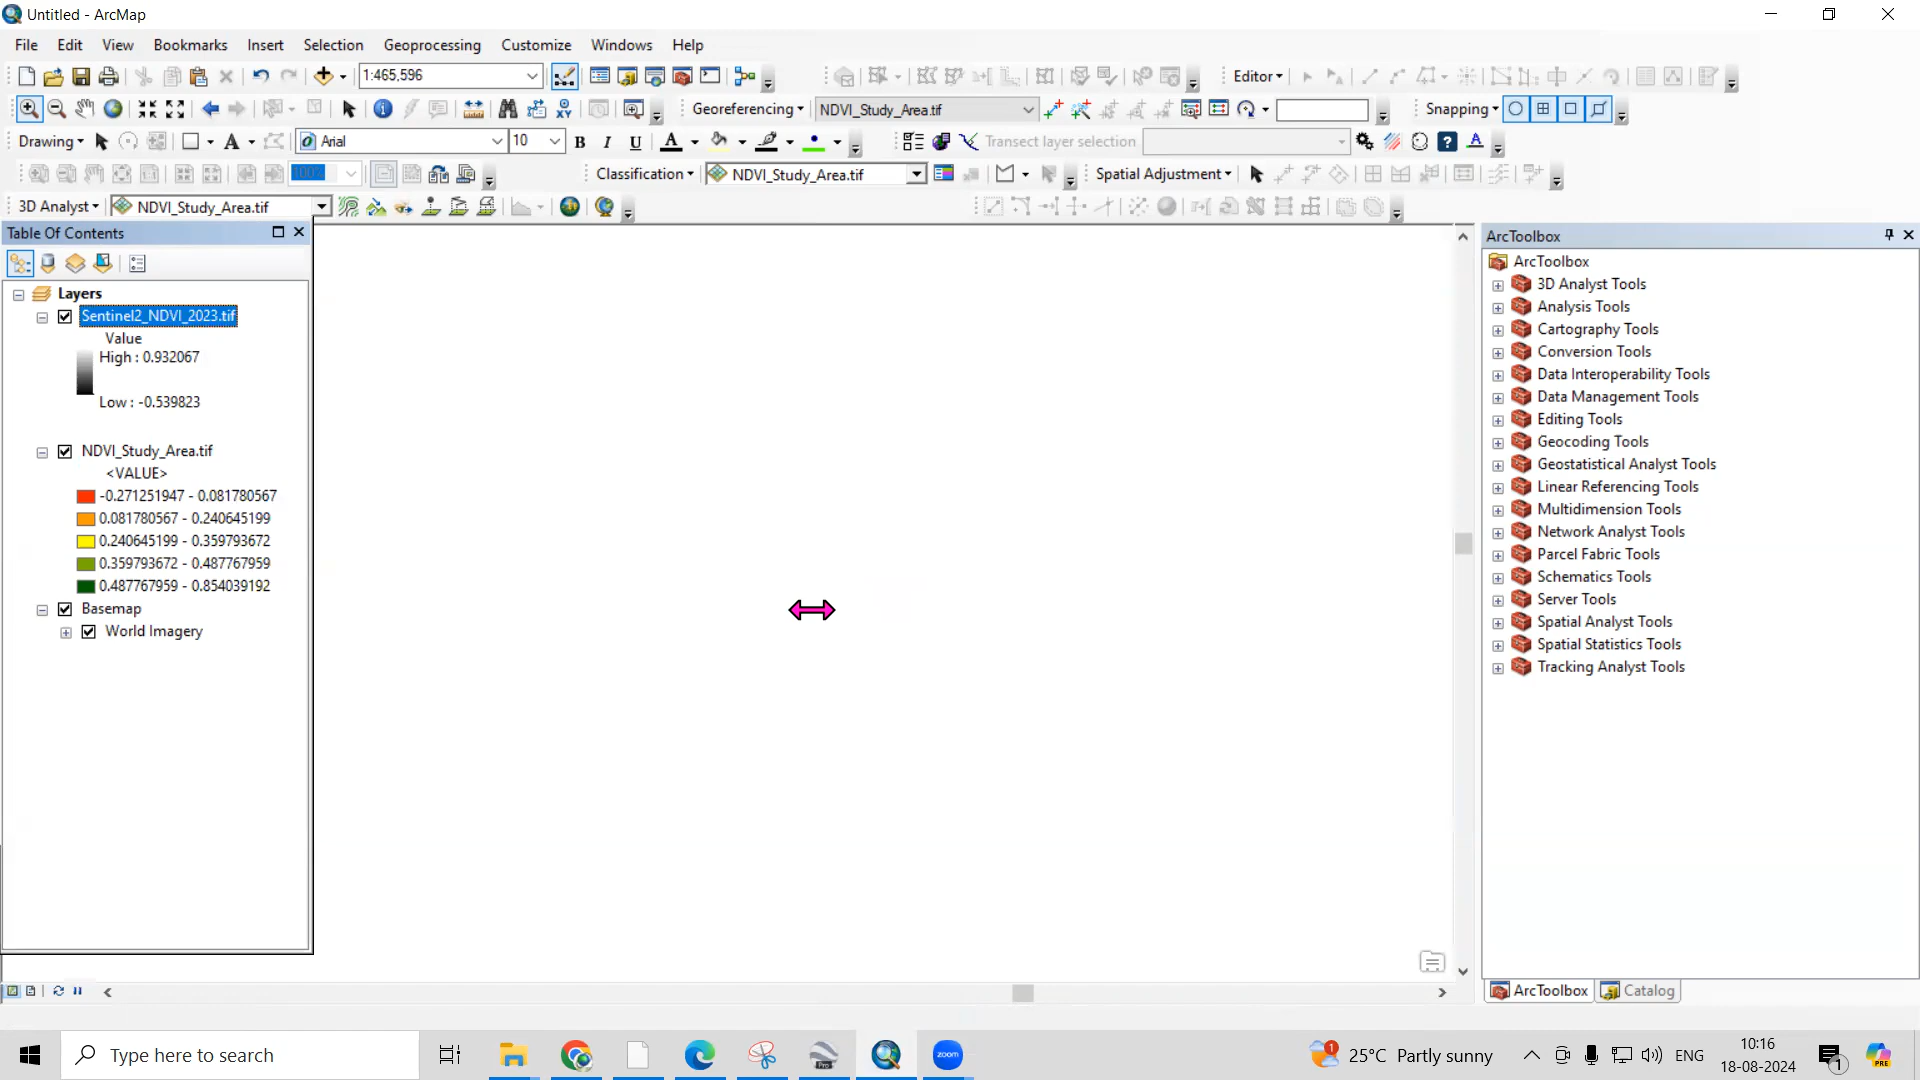 Untitled - ArcMap
File Edit View Bookmarks Insert Selection Geoprocessing Customize Windows Help
1:465,596 Editor
Georeferencing NDVI_Study_Area.tif Snapping
Drawing A Arial 10 B I U A Transect layer selection
100% Classification NDVI_Study_Area.tif Spatial Adjustment
3D Analyst NDVI_Study_Area.tif
Table Of Contents
Layers
Sentinel2_NDVI_2023.tif
Value
High : 0.932067
Low : -0.539823
NDVI_Study_Area.tif
<VALUE>
-0.271251947 - 0.081780567
0.081780567 - 0.240645199
0.240645199 - 0.359793672
0.359793672 - 0.487767959
0.487767959 - 0.854039192
Basemap
World Imagery
ArcToolbox
ArcToolbox
3D Analyst Tools
Analysis Tools
Cartography Tools
Conversion Tools
Data Interoperability Tools
Data Management Tools
Editing Tools
Geocoding Tools
Geostatistical Analyst Tools
Linear Referencing Tools
Multidimension Tools
Network Analyst Tools
Parcel Fabric Tools
Schematics Tools
Server Tools
Spatial Analyst Tools
Spatial Statistics Tools
Tracking Analyst Tools
ArcToolbox Catalog
Type here to search
zoom
25°C Partly sunny
ENG
10:16
18-08-2024
1